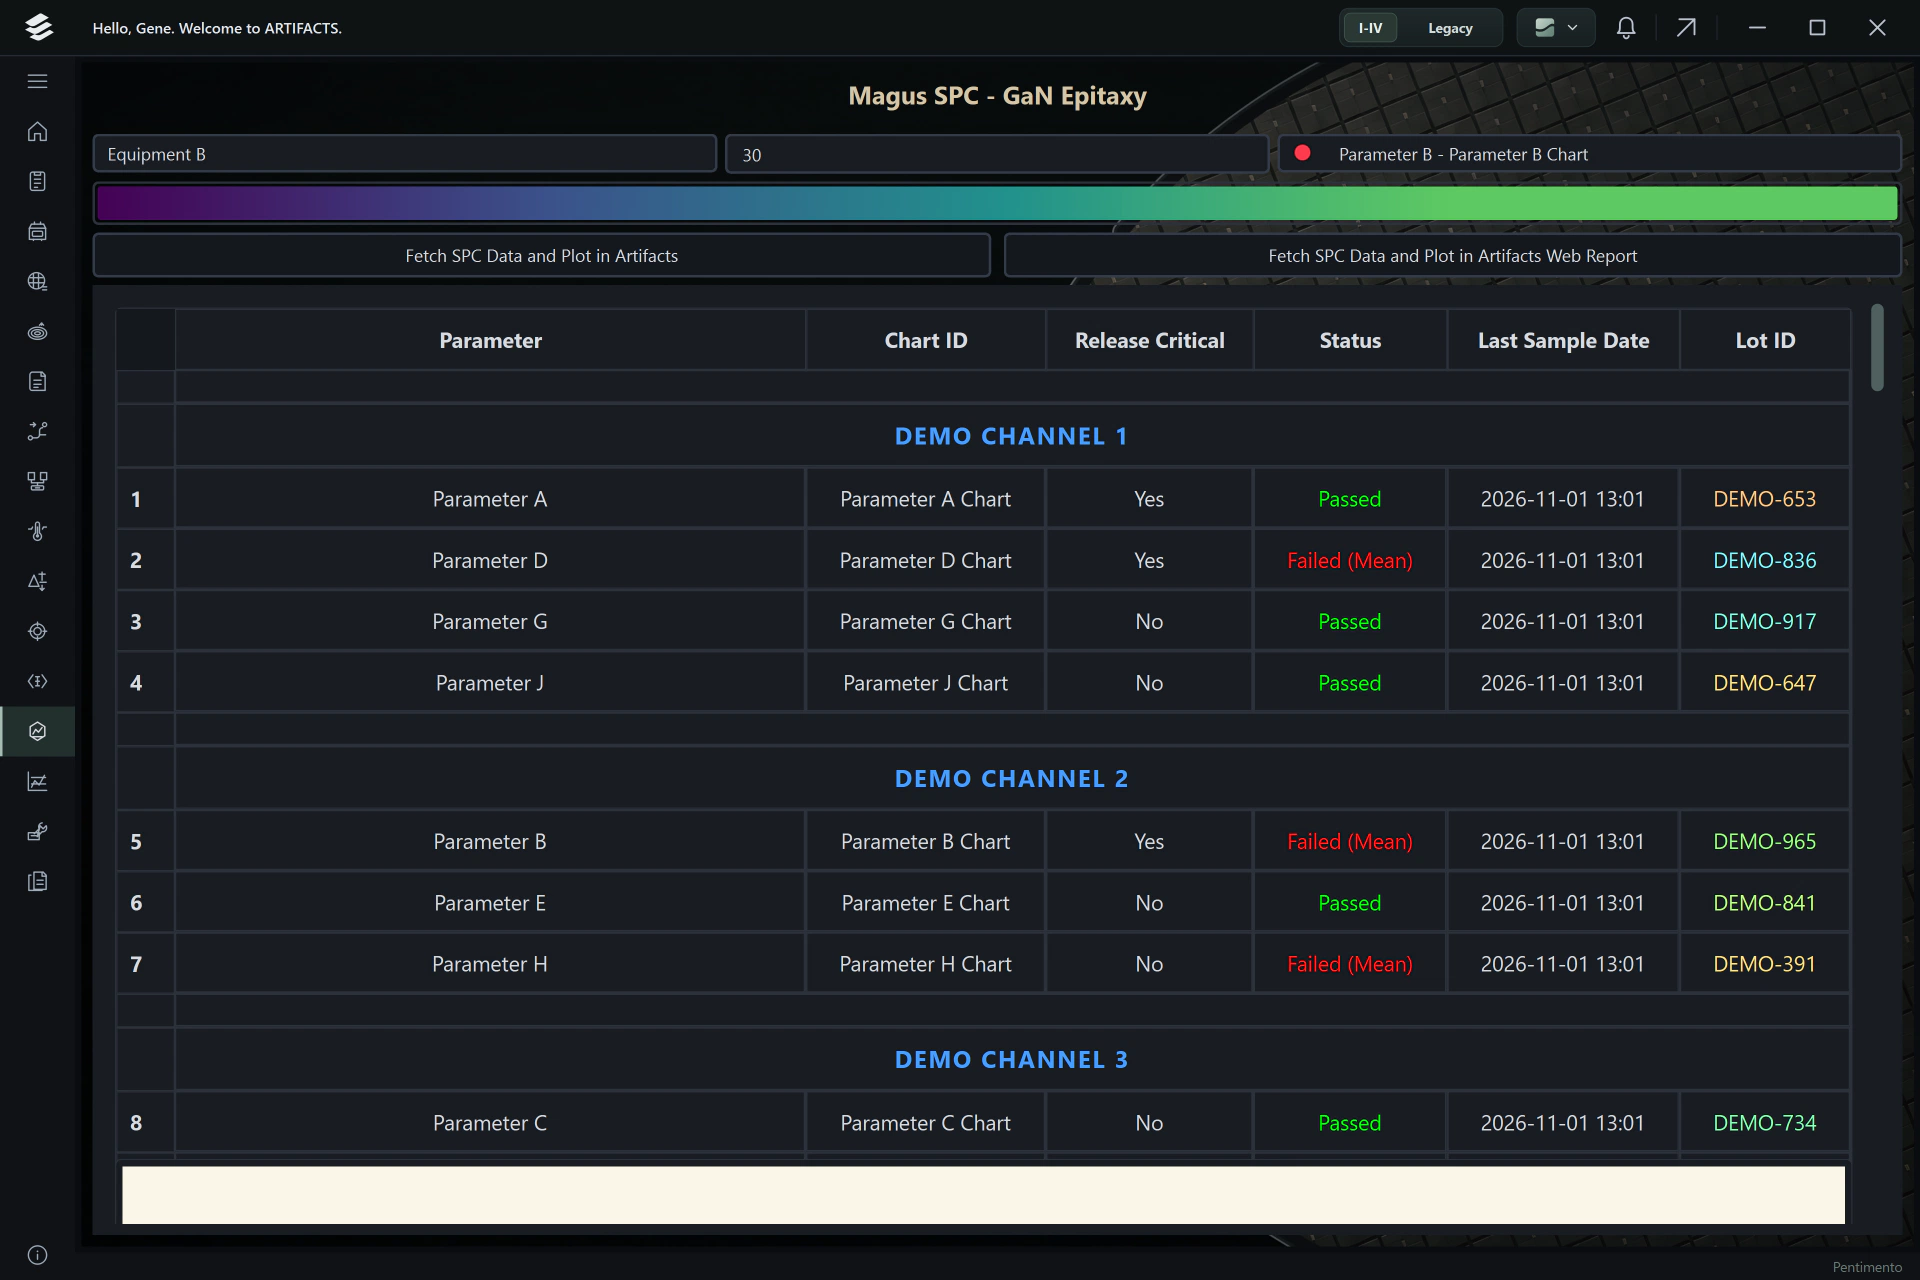 Hello, Gene. Welcome to ARTIFACTS.
I-IV
Legacy
Magus SPC - GaN Epitaxy
Equipment B
30
Parameter B - Parameter B Chart
Fetch SPC Data and Plot in Artifacts
Fetch SPC Data and Plot in Artifacts Web Report
Parameter Chart ID Release Critical Status Last Sample Date Lot ID
DEMO CHANNEL 1
1 Parameter A Parameter A Chart Yes Passed 2026-11-01 13:01 DEMO-653
2 Parameter D Parameter D Chart Yes Failed (Mean) 2026-11-01 13:01 DEMO-836
3 Parameter G Parameter G Chart No Passed 2026-11-01 13:01 DEMO-917
4 Parameter J Parameter J Chart No Passed 2026-11-01 13:01 DEMO-647
DEMO CHANNEL 2
5 Parameter B Parameter B Chart Yes Failed (Mean) 2026-11-01 13:01 DEMO-965
6 Parameter E Parameter E Chart No Passed 2026-11-01 13:01 DEMO-841
7 Parameter H Parameter H Chart No Failed (Mean) 2026-11-01 13:01 DEMO-391
DEMO CHANNEL 3
8 Parameter C Parameter C Chart No Passed 2026-11-01 13:01 DEMO-734
Pentimento